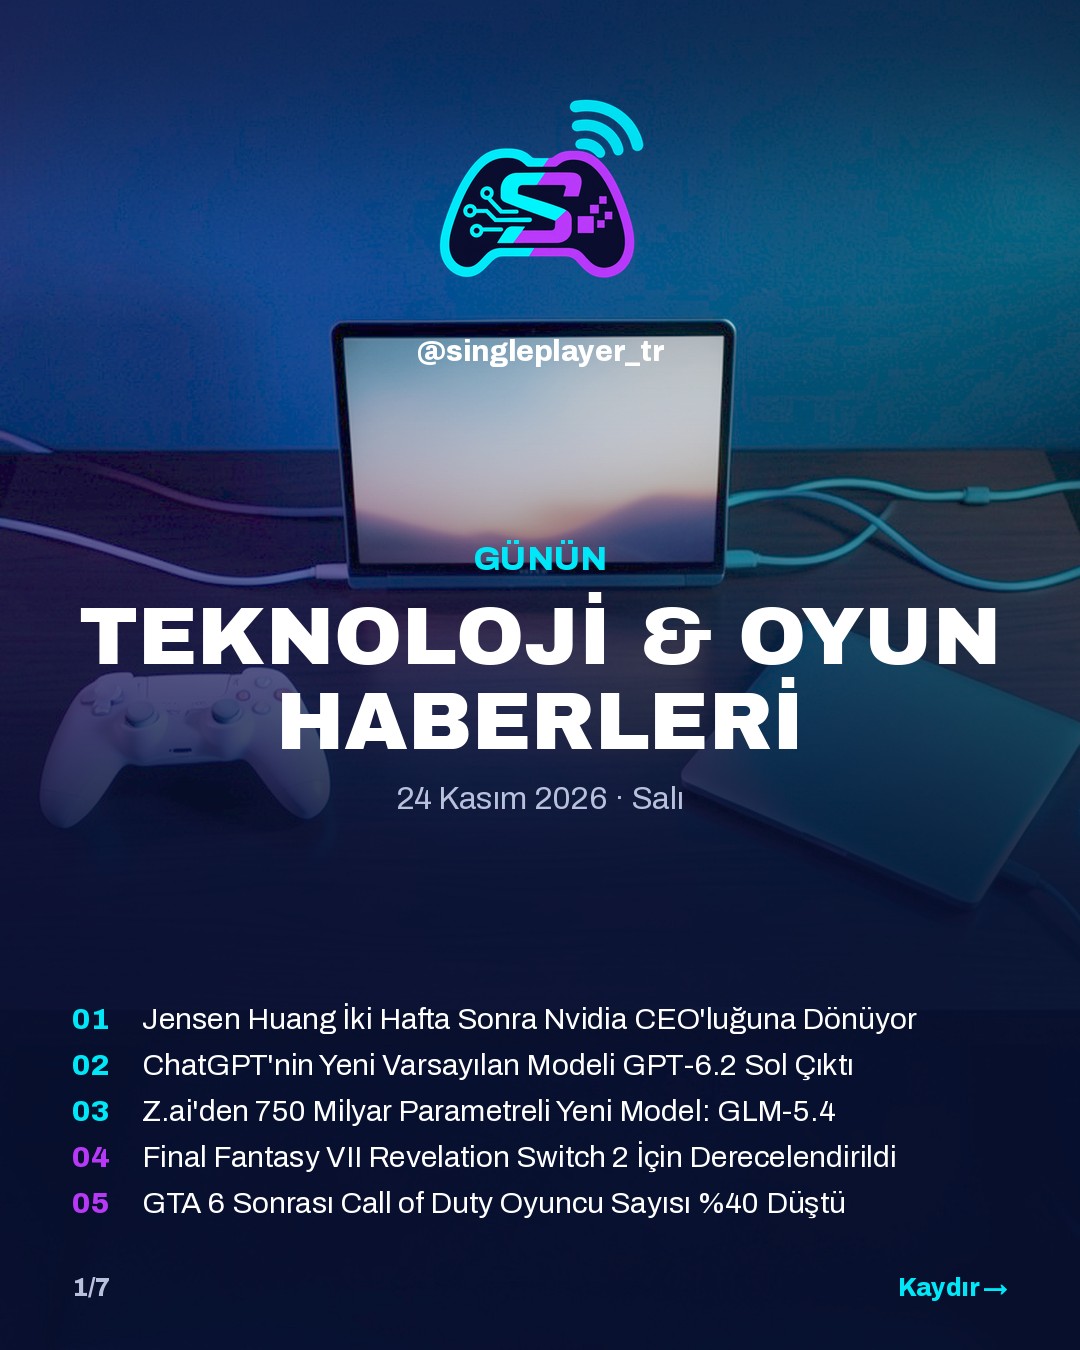 @singleplayer_tr
GÜNÜN
TEKNOLOJİ & OYUN
HABERLERİ
24 Kasım 2026 · Salı
01 Jensen Huang İki Hafta Sonra Nvidia CEO'luğuna Dönüyor
02 ChatGPT'nin Yeni Varsayılan Modeli GPT-6.2 Sol Çıktı
03 Z.ai'den 750 Milyar Parametreli Yeni Model: GLM-5.4
04 Final Fantasy VII Revelation Switch 2 İçin Derecelendirildi
05 GTA 6 Sonrası Call of Duty Oyuncu Sayısı %40 Düştü
1/7
Kaydır→